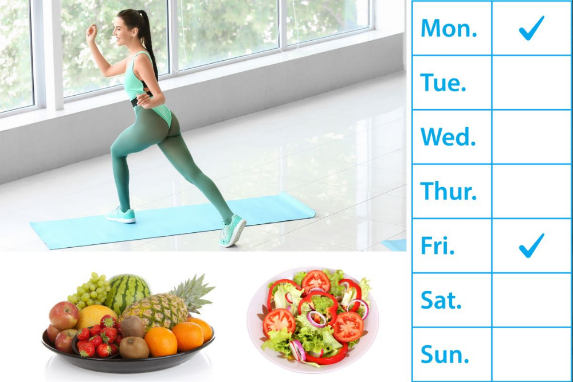 Mon. ✓
Tue.
Wed.
Thur.
Fri. ✓
Sat.
Sun.